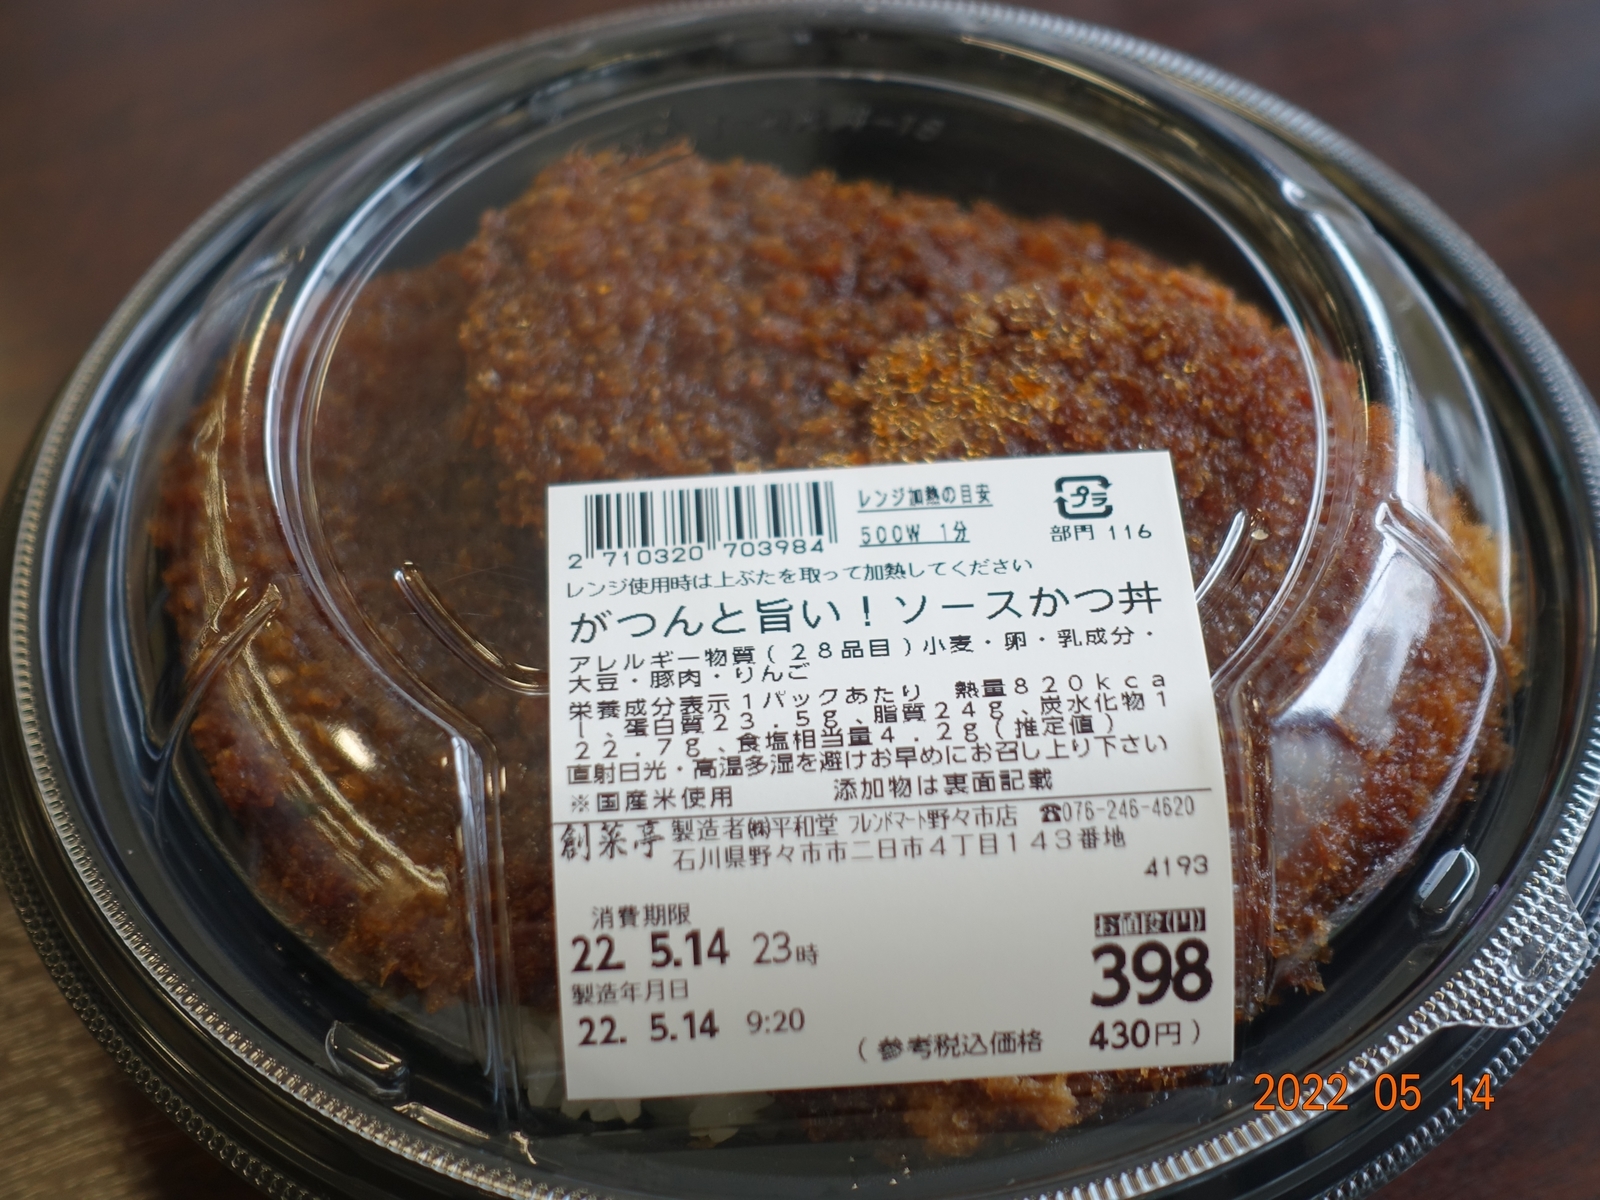 レンジ加熱の目安
500W 1分
プラ
部門 116
2 710320 703984
レンジ使用時は上ぶたを取って加熱してください
がつんと旨い！ソースかつ丼
アレルギー物質(28品目)小麦・卵・乳成分・
大豆・豚肉・りんご
栄養成分表示1パックあたり 熱量820kca
l、蛋白質23.5g、脂質24g、炭水化物1
22.7g、食塩相当量4.2g(推定値)
直射日光・高温多湿を避けお早めにお召し上り下さい
※国産米使用 添加物は裏面記載
創菜亭 製造者㈱平和堂 フレンドマート野々市店 ☎076-246-4620
石川県野々市市二日市4丁目143番地
4193
消費期限
22. 5.14 23時
製造年月日
22. 5.14 9:20
お値段(円)
398
(参考税込価格 430円)
2022 05 14